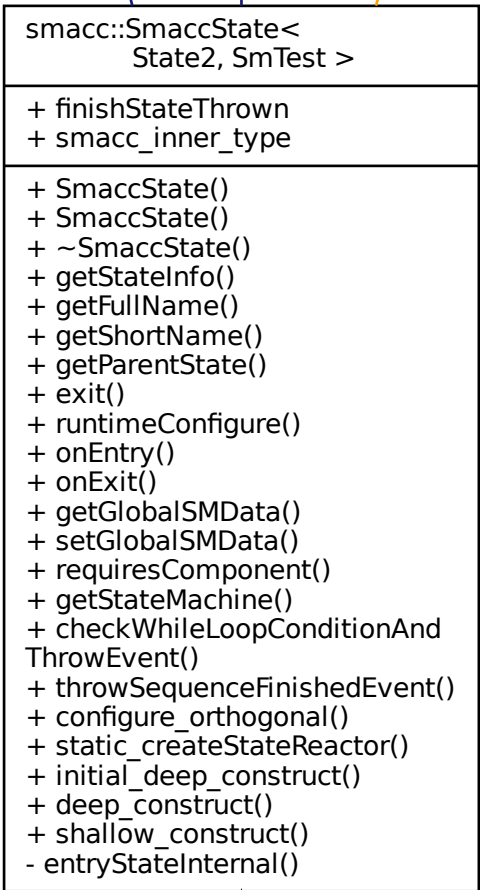 smacc::SmaccState<
State2, SmTest >
+ finishStateThrown
+ smacc_inner_type
+ SmaccState()
+ SmaccState()
+ ~SmaccState()
+ getStateInfo()
+ getFullName()
+ getShortName()
+ getParentState()
+ exit()
+ runtimeConfigure()
+ onEntry()
+ onExit()
+ getGlobalSMData()
+ setGlobalSMData()
+ requiresComponent()
+ getStateMachine()
+ checkWhileLoopConditionAnd
ThrowEvent()
+ throwSequenceFinishedEvent()
+ configure_orthogonal()
+ static_createStateReactor()
+ initial_deep_construct()
+ deep_construct()
+ shallow_construct()
- entryStateInternal()